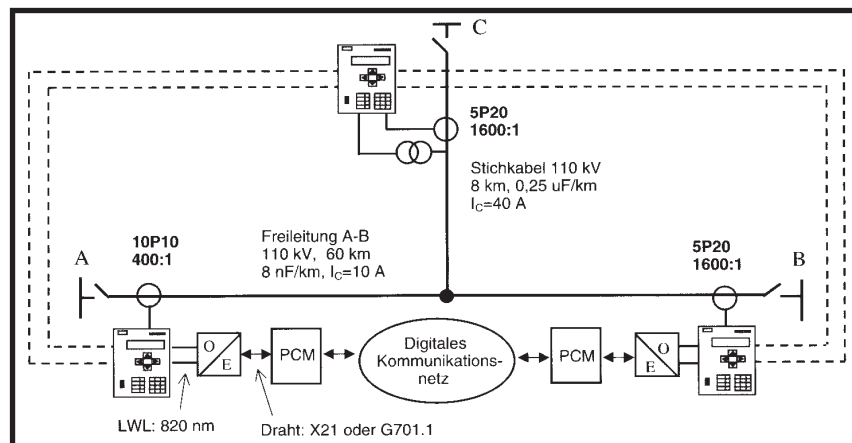 C
5P20
1600:1
Stichkabel 110 kV
8 km, 0,25 uF/km
I_C=40 A
10P10
400:1
Freileitung A-B
110 kV, 60 km
8 nF/km, I_C=10 A
5P20
1600:1
A
B
O
E
PCM
Digitales
Kommunikations-
netz
PCM
O
E
LWL: 820 nm
Draht: X21 oder G701.1